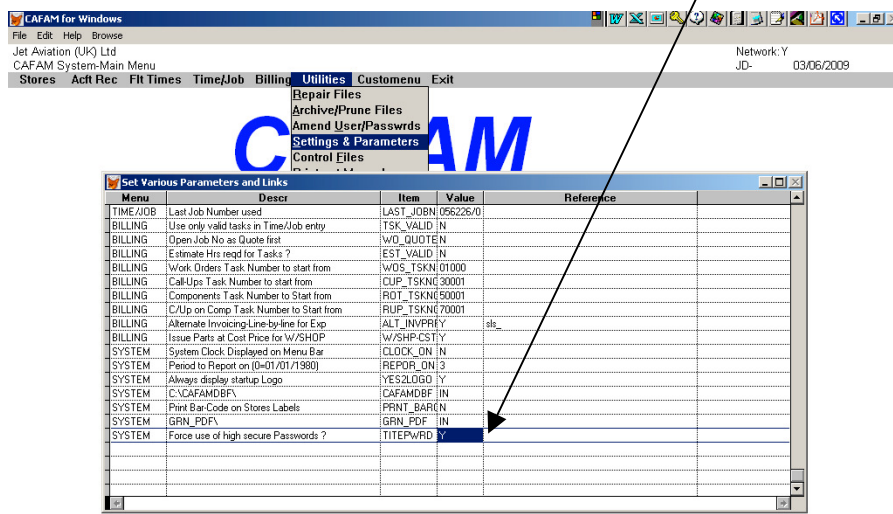 CAFAM for Windows
File Edit Help Browse
Jet Aviation (UK) Ltd Network: Y
CAFAM System-Main Menu JD- 03/06/2009
Stores Acft Rec Flt Times Time/Job Billing Utilities Customenu Exit
Repair Files
Archive/Prune Files
Amend User/Passwrds
Settings & Parameters
Control Files
CAFAM
Set Various Parameters and Links
Menu Descr Item Value Reference
TIME/JOB Last Job Number used LAST_JOBN 056226/0
BILLING Use only valid tasks in Time/Job entry TSK_VALID N
BILLING Open Job No as Quote first WO_QUOTE N
BILLING Estimate Hrs reqd for Tasks ? EST_VALID N
BILLING Work Orders Task Number to start from WOS_TSKN 01000
BILLING Call-Ups Task Number to start from CUP_TSKN 30001
BILLING Components Task Number to Start from ROT_TSKN 50001
BILLING C/Up on Comp Task Number to Start from RUP_TSKN 70001
BILLING Alternate Invoicing-Line-by-line for Exp ALT_INVPR Y sls_
BILLING Issue Parts at Cost Price for W/SHOP W/SHP-CST Y
SYSTEM System Clock Displayed on Menu Bar CLOCK_ON N
SYSTEM Period to Report on (0=01/01/1980) REPOR_ON 3
SYSTEM Always display startup Logo YES2LOGO Y
SYSTEM C:\CAFAMDBF\ CAFAMDBF IN
SYSTEM Print Bar-Code on Stores Labels PRNT_BAR N
SYSTEM GRN_PDF\ GRN_PDF IN
SYSTEM Force use of high secure Passwords ? TITEPWRD Y